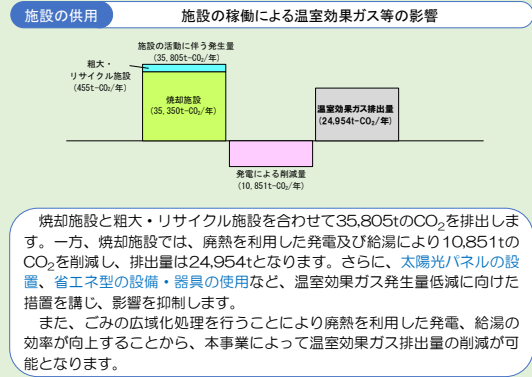 施設の供用
施設の稼働による温室効果ガス等の影響
施設の活動に伴う発生量
(35,805t-CO₂/年)
粗大・
リサイクル施設
(455t-CO₂/年)
焼却施設
(35,350t-CO₂/年)
温室効果ガス排出量
(24,954t-CO₂/年)
発電による削減量
(10,851t-CO₂/年)
焼却施設と粗大・リサイクル施設を合わせて35,805tのCO₂を排出しま
す。一方、焼却施設では、廃熱を利用した発電及び給湯により10,851tの
CO₂を削減し、排出量は24,954tとなります。さらに、太陽光パネルの設
置、省エネ型の設備・器具の使用など、温室効果ガス発生量低減に向けた
措置を講じ、影響を抑制します。
また、ごみの広域化処理を行うことにより廃熱を利用した発電、給湯の
効率が向上することから、本事業によって温室効果ガス排出量の削減が可
能となります。